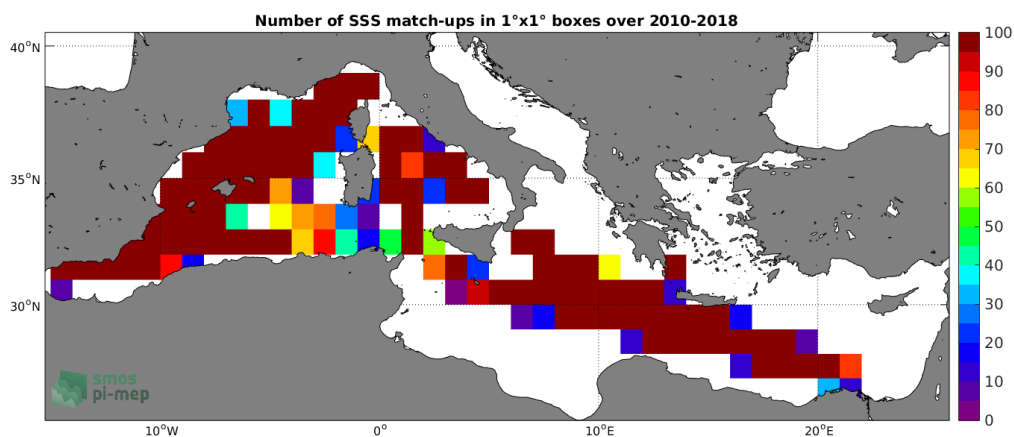 Number of SSS match-ups in 1°x1° boxes over 2010-2018
40°N
35°N
30°N
10°W
0°
10°E
20°E
100
90
80
70
60
50
40
30
20
10
0
smos
pi-mep